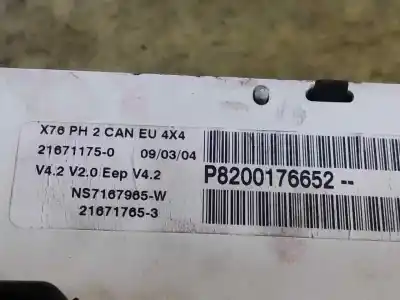 X76 PH 2 CAN EU 4X4
21671175-0 09/03/04
V4.2 V2.0 Eep V4.2
NS7167965-W
21671765-3
P8200176652--